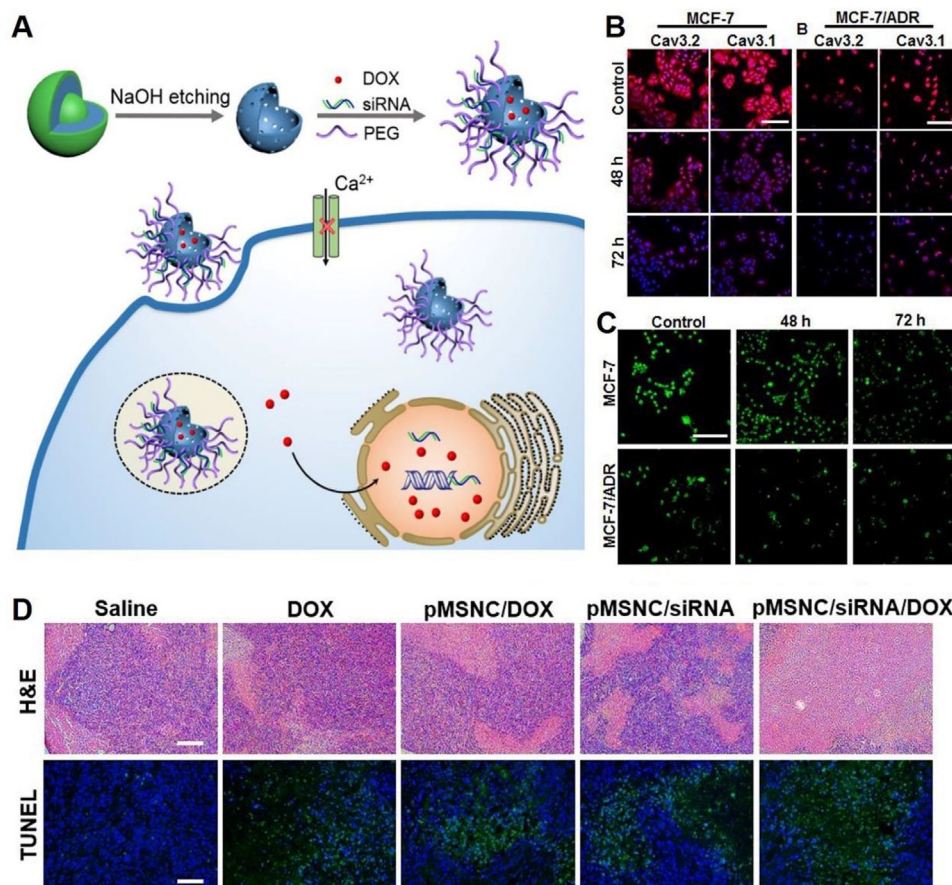 A
NaOH etching
DOX
siRNA
PEG
Ca²⁺
B
MCF-7
MCF-7/ADR
B
Cav3.2
Cav3.1
Cav3.2
Cav3.1
Control
48 h
72 h
C
Control
48 h
72 h
MCF-7
MCF-7/ADR
D
Saline
DOX
pMSNC/DOX
pMSNC/siRNA
pMSNC/siRNA/DOX
H&E
TUNEL